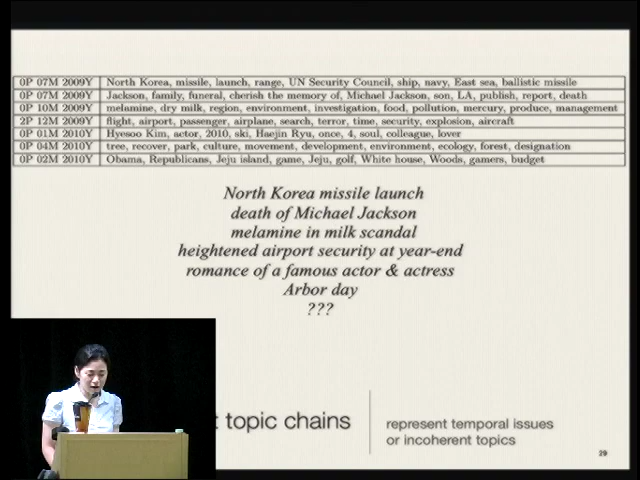 0P 07M 2009Y North Korea, missile, launch, range, UN Security Council, ship, navy, East sea, ballistic missile
0P 07M 2009Y Jackson, family, funeral, cherish the memory of, Michael Jackson, son, LA, publish, report, death
0P 10M 2009Y melamine, dry milk, region, environment, investigation, food, pollution, mercury, produce, management
2P 12M 2009Y flight, airport, passenger, airplane, search, terror, time, security, explosion, aircraft
0P 01M 2010Y Hyesoo Kim, actor, 2010, ski, Haejin Ryu, once, 4, soul, colleague, lover
0P 04M 2010Y tree, recover, park, culture, movement, development, environment, ecology, forest, designation
0P 02M 2010Y Obama, Republicans, Jeju island, game, Jeju, golf, White house, Woods, gamers, budget
North Korea missile launch
death of Michael Jackson
melamine in milk scandal
heightened airport security at year-end
romance of a famous actor & actress
Arbor day
???
t topic chains
represent temporal issues
or incoherent topics
29